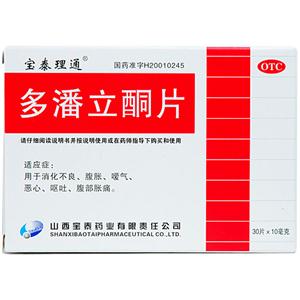 宝泰理通®
国药准字H20010245
OTC
多潘立酮片
请仔细阅读说明书并按说明使用或在药师指导下购买和使用
适应症：
用于消化不良、腹胀、嗳气、
恶心、呕吐、腹部胀痛。
山西宝泰药业有限责任公司
SHANXIBAOTAIPHARMACEUTICAL CO.,LTD.
30片×10毫克